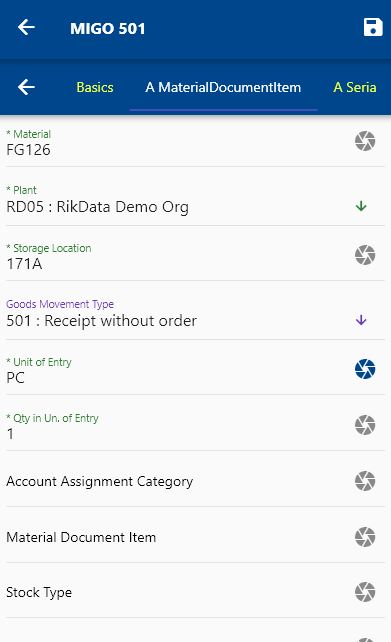 MIGO 501
Basics A MaterialDocumentItem A Seria
* Material
FG126
* Plant
RD05 : RikData Demo Org
* Storage Location
171A
Goods Movement Type
501 : Receipt without order
* Unit of Entry
PC
* Qty in Un. of Entry
1
Account Assignment Category
Material Document Item
Stock Type